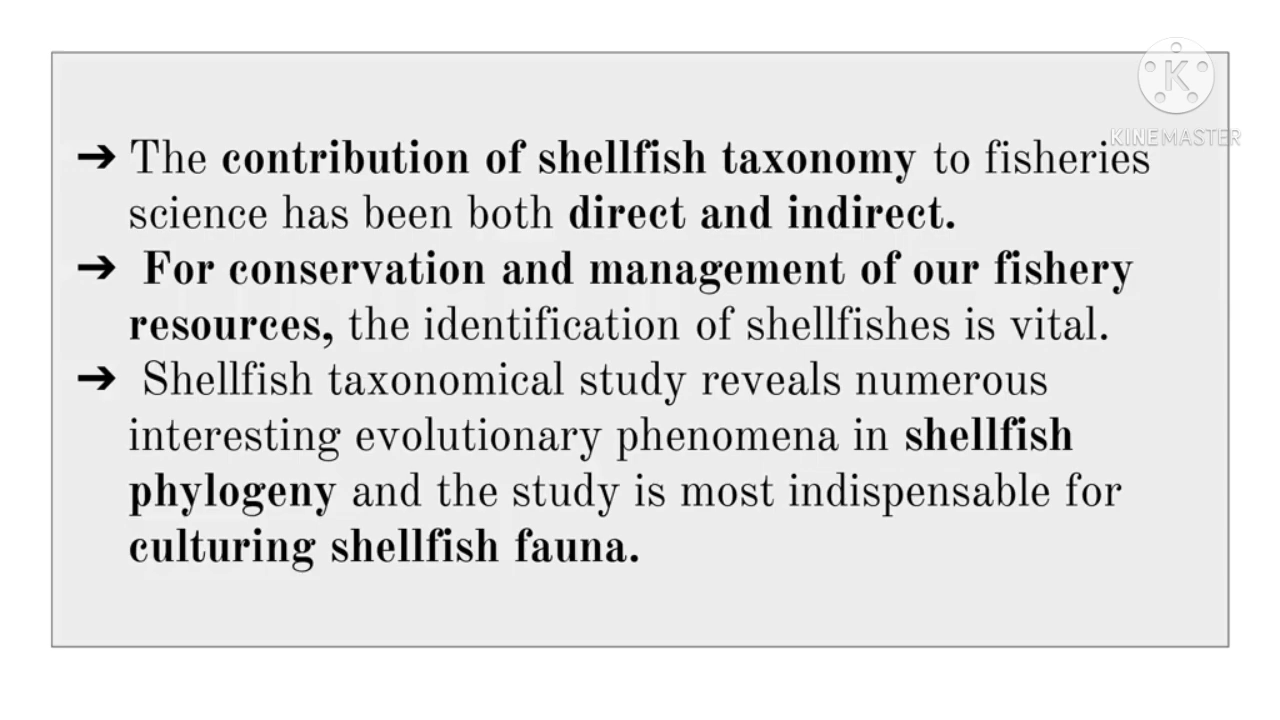 K
KINEMASTER
➔ The contribution of shellfish taxonomy to fisheries
science has been both direct and indirect.
➔ For conservation and management of our fishery
resources, the identification of shellfishes is vital.
➔ Shellfish taxonomical study reveals numerous
interesting evolutionary phenomena in shellfish
phylogeny and the study is most indispensable for
culturing shellfish fauna.